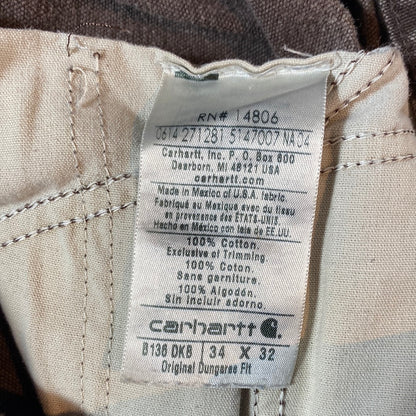 RN# 14806
0614 271281 5147007 NA 04
Carhartt, Inc. P. O. Box 600
Dearborn, MI 48121 USA
carhartt.com
Made in Mexico of U.S.A. fabric.
Fabriqué au Mexique avec du tissu
en provenance des ÉTATS-UNIS.
Hecho en México con tela de EE.UU.
100% Cotton.
Exclusive of Trimming
100% Coton.
Sans garniture
100% Algodón.
Sin incluir adorno.
carhartt
B136 DKB 34 X 32
Original Dungaree Fit